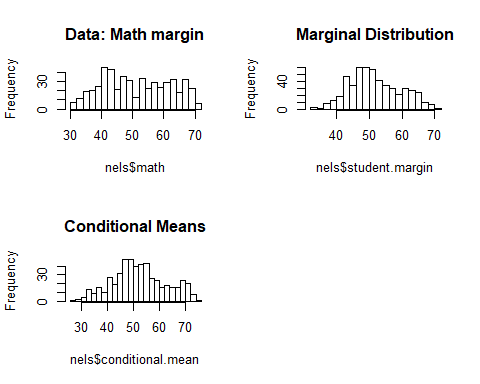 Data: Math margin
Frequency
0
30
30 40 50 60 70
nels$math
Marginal Distribution
Frequency
0
40
40 50 60 70
nels$student.margin
Conditional Means
Frequency
0
30
30 40 50 60 70
nels$conditional.mean